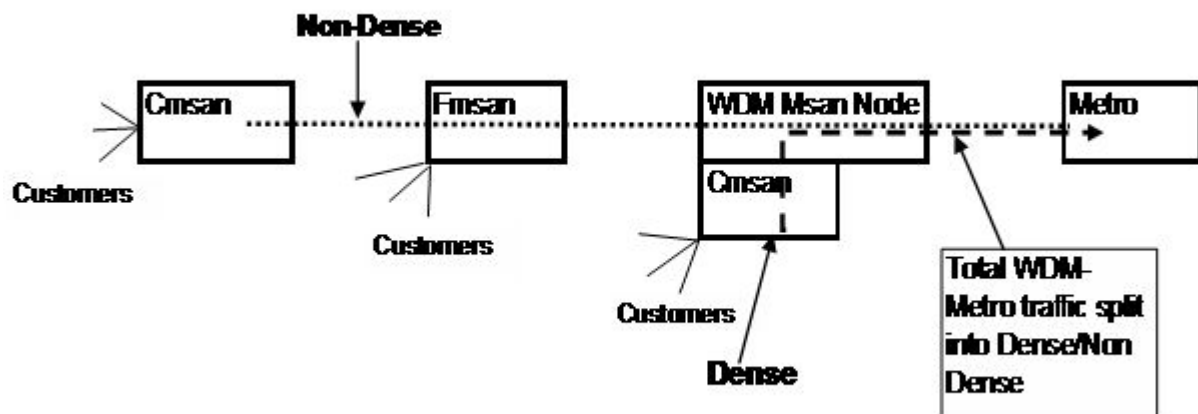 Non-Dense
Cmsan
Fmsan
WDM Msan Node
Metro
Customers
Customers
Cmsan
Customers
Dense
Total WDM-
Metro traffic split
into Dense/Non
Dense